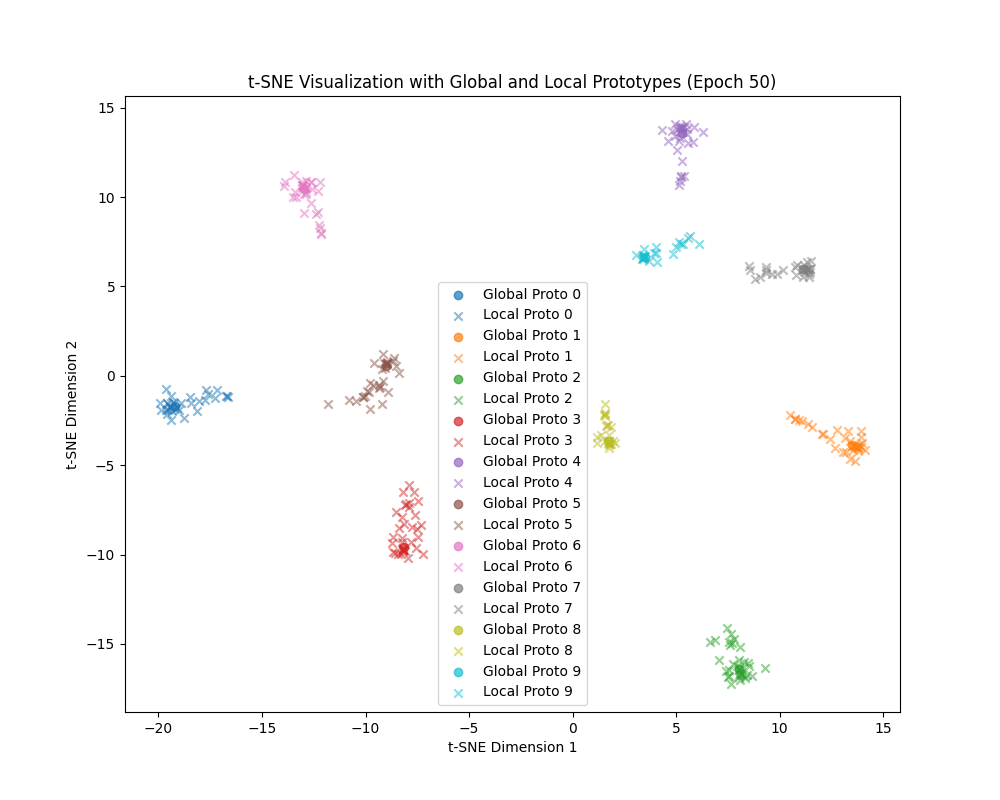 t-SNE Visualization with Global and Local Prototypes (Epoch 50)
15
10
5
0
−5
−10
−15
t-SNE Dimension 2
Global Proto 0
Local Proto 0
Global Proto 1
Local Proto 1
Global Proto 2
Local Proto 2
Global Proto 3
Local Proto 3
Global Proto 4
Local Proto 4
Global Proto 5
Local Proto 5
Global Proto 6
Local Proto 6
Global Proto 7
Local Proto 7
Global Proto 8
Local Proto 8
Global Proto 9
Local Proto 9
−20 −15 −10 −5 0 5 10 15
t-SNE Dimension 1